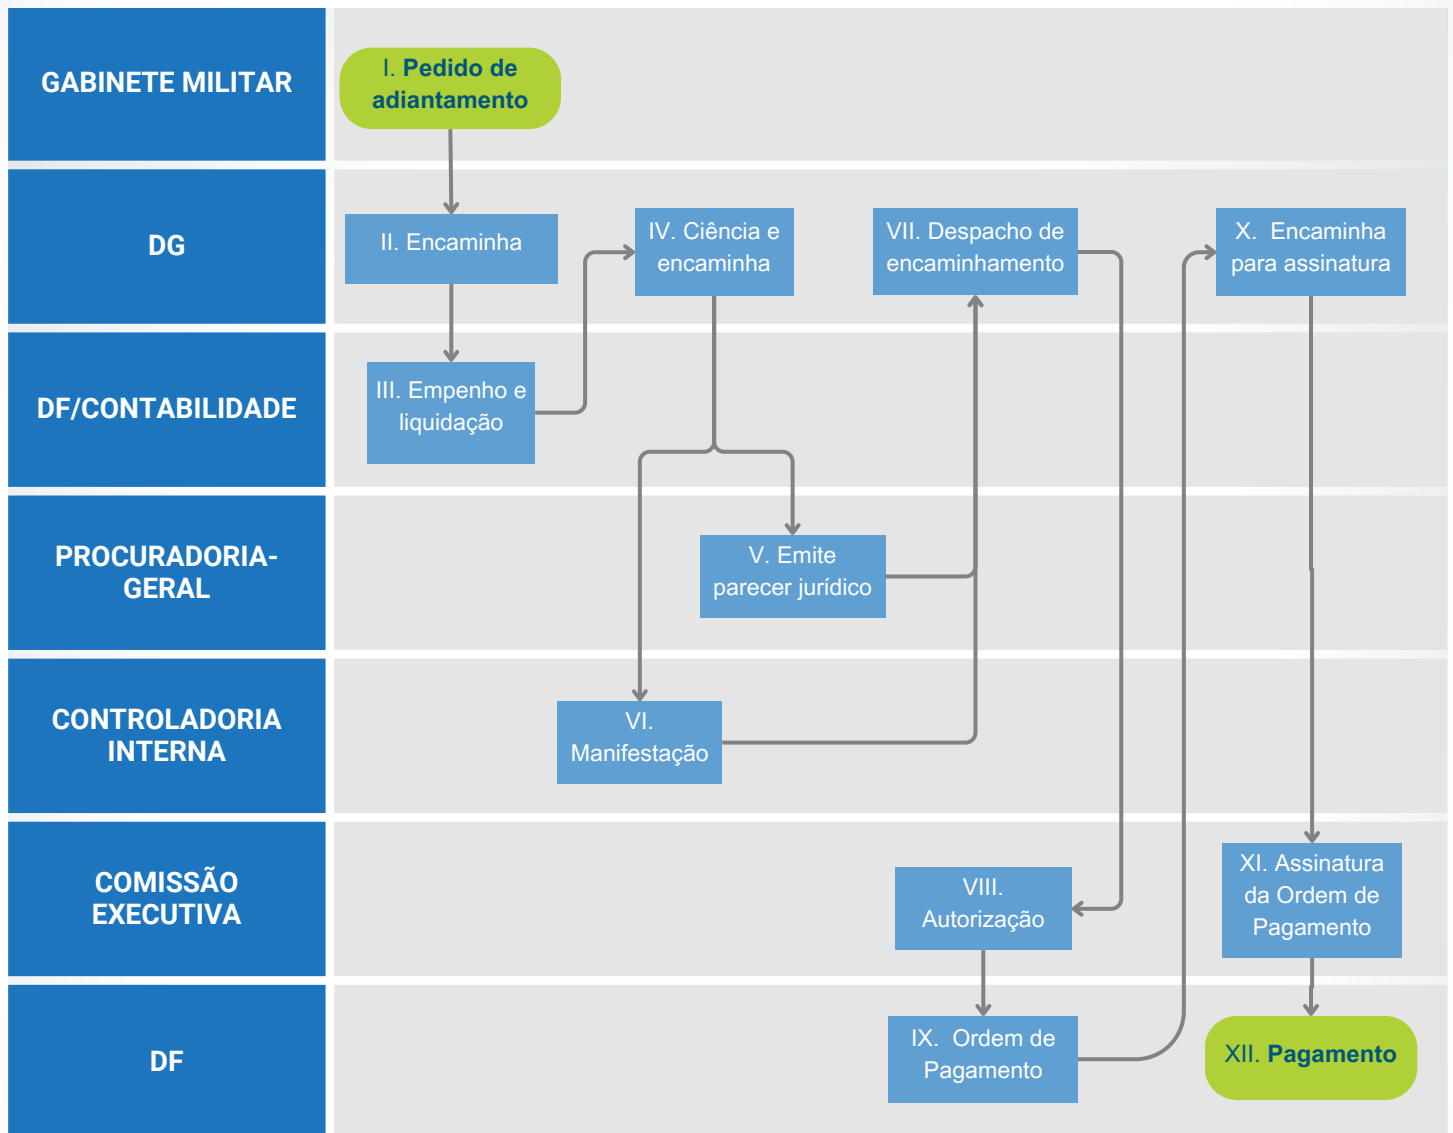 GABINETE MILITAR
I. Pedido de
adiantamento
DG
II. Encaminha
IV. Ciência e
encaminha
VII. Despacho de
encaminhamento
X. Encaminha
para assinatura
DF/CONTABILIDADE
III. Empenho e
liquidação
PROCURADORIA-
GERAL
V. Emite
parecer jurídico
CONTROLADORIA
INTERNA
VI.
Manifestação
COMISSÃO
EXECUTIVA
VIII.
Autorização
XI. Assinatura
da Ordem de
Pagamento
DF
IX. Ordem de
Pagamento
XII. Pagamento